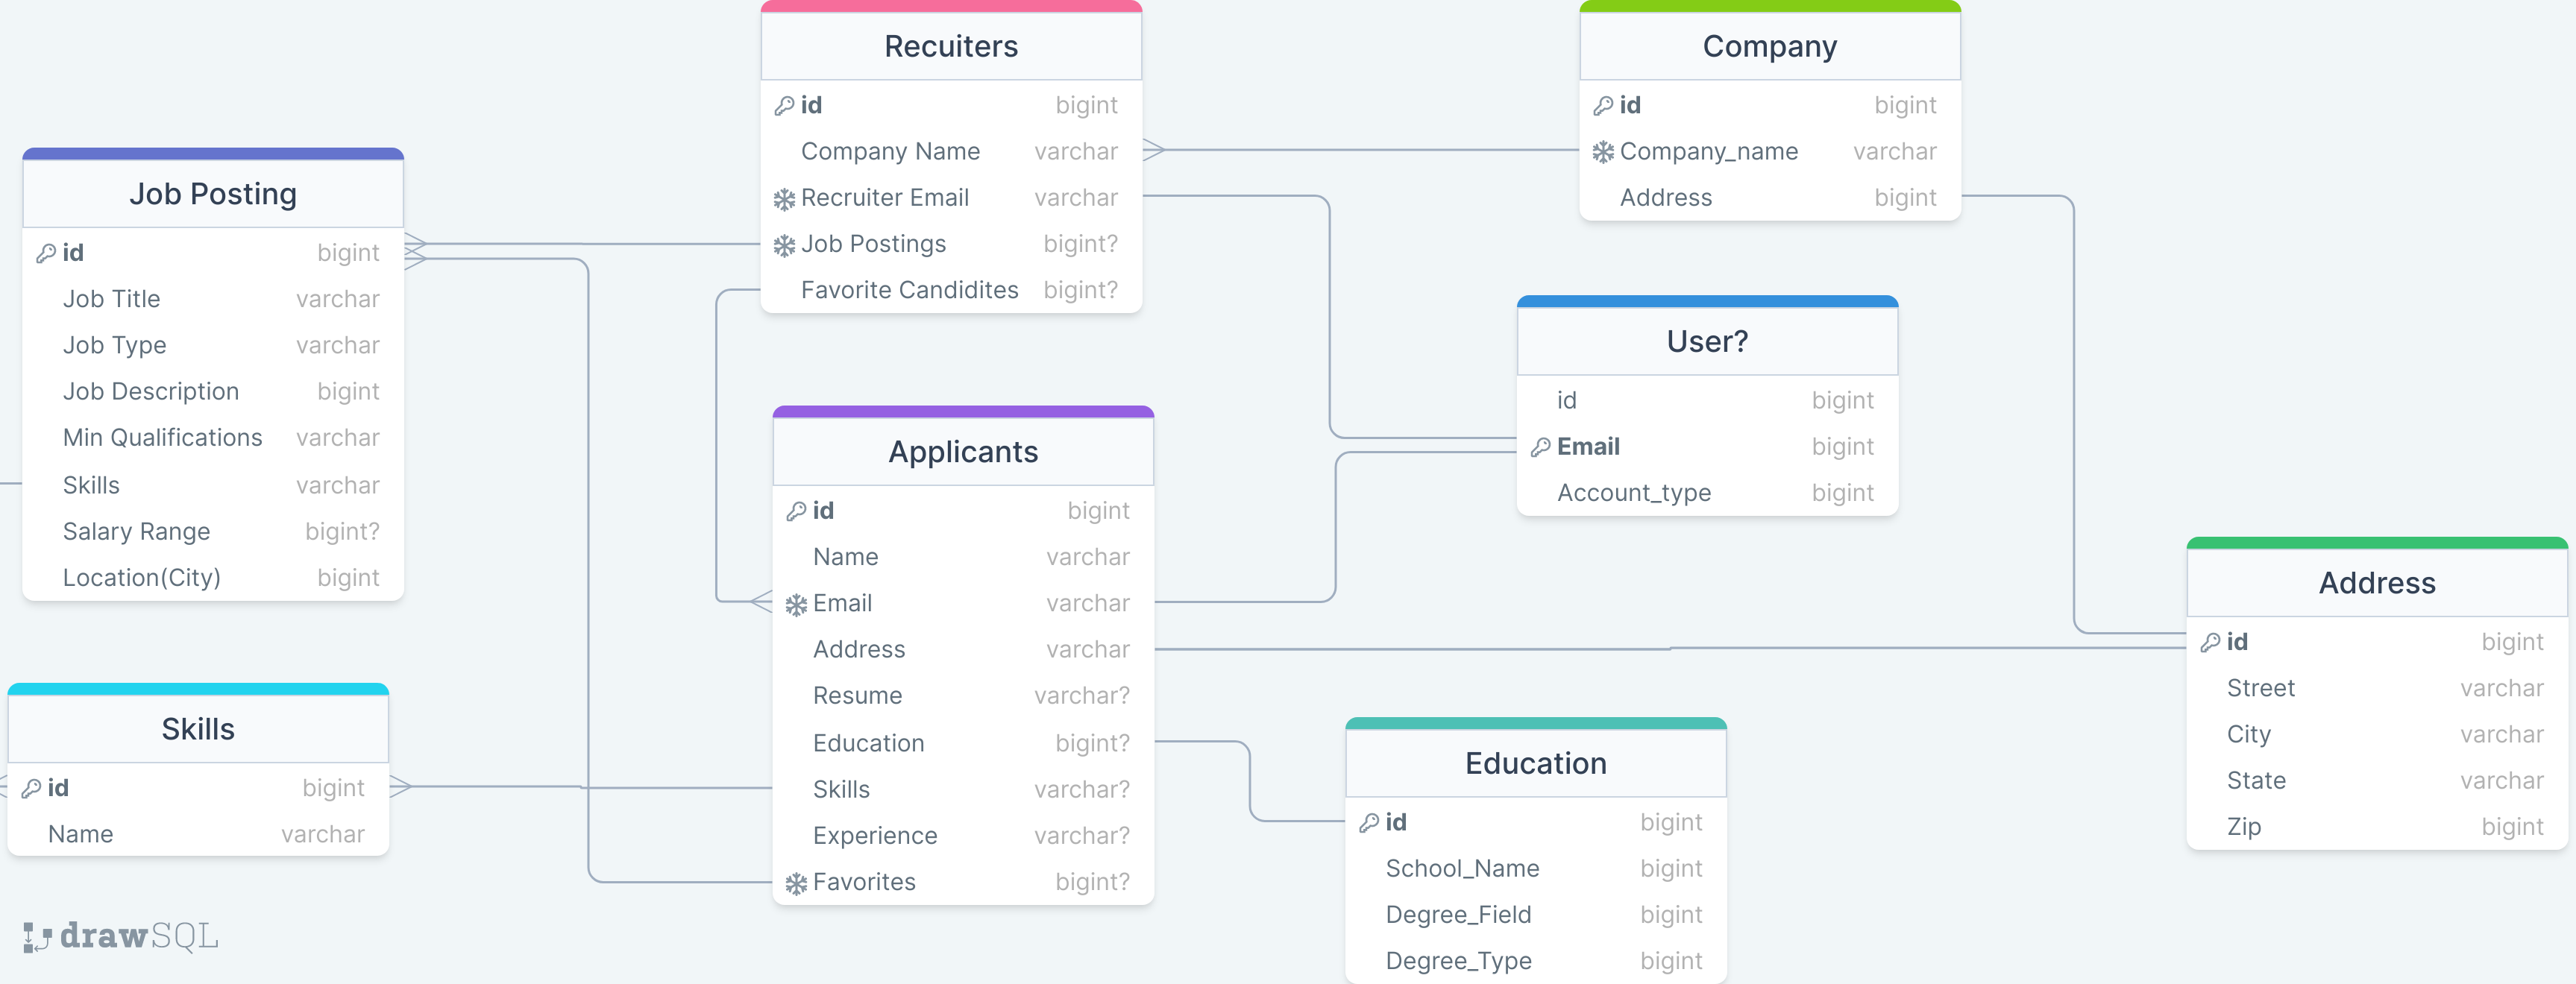 Recuiters
id bigint
Company Name varchar
Recruiter Email varchar
Job Postings bigint?
Favorite Candidites bigint?
Company
id bigint
Company_name varchar
Address bigint
Job Posting
id bigint
Job Title varchar
Job Type varchar
Job Description bigint
Min Qualifications varchar
Skills varchar
Salary Range bigint?
Location(City) bigint
User?
id bigint
Email bigint
Account_type bigint
Applicants
id bigint
Name varchar
Email varchar
Address varchar
Resume varchar?
Education bigint?
Skills varchar?
Experience varchar?
Favorites bigint?
Address
id bigint
Street varchar
City varchar
State varchar
Zip bigint
Skills
id bigint
Name varchar
Education
id bigint
School_Name bigint
Degree_Field bigint
Degree_Type bigint
drawSQL